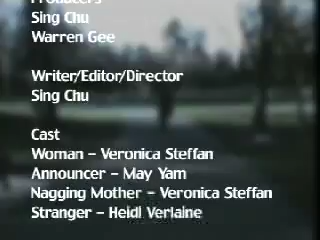 Producers
Sing Chu
Warren Gee
Writer/Editor/Director
Sing Chu
Cast
Woman – Veronica Steffan
Announcer – May Yam
Nagging Mother – Veronica Steffan
Stranger – Heidi Verlaine